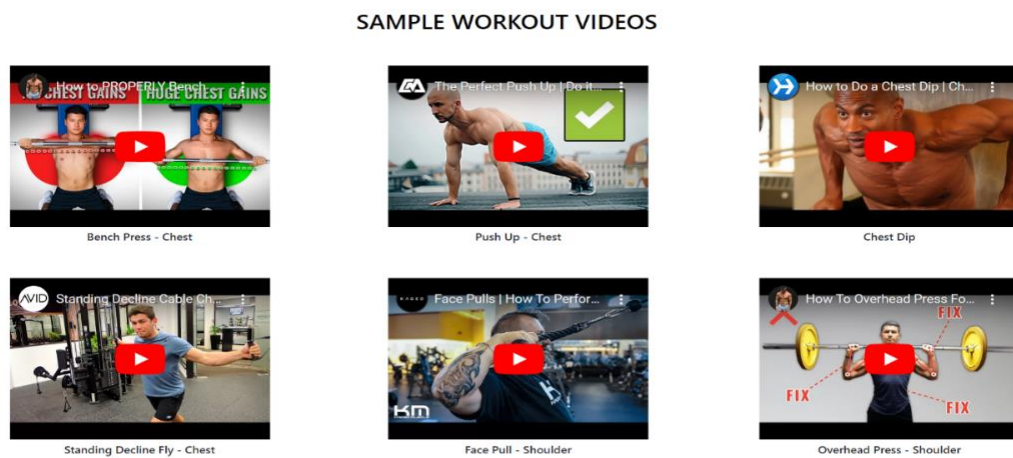 SAMPLE WORKOUT VIDEOS
How to PROPERLY Bench...
CHEST GAINS
HUGE CHEST GAINS
Bench Press - Chest
The Perfect Push Up | Do it...
Push Up - Chest
How to Do a Chest Dip | Ch...
Chest Dip
AVID
Standing Decline Cable Ch...
Standing Decline Fly - Chest
KAGED
Face Pulls | How To Perfor...
KM
Face Pull - Shoulder
How To Overhead Press Fo...
FIX
FIX
FIX
Overhead Press - Shoulder